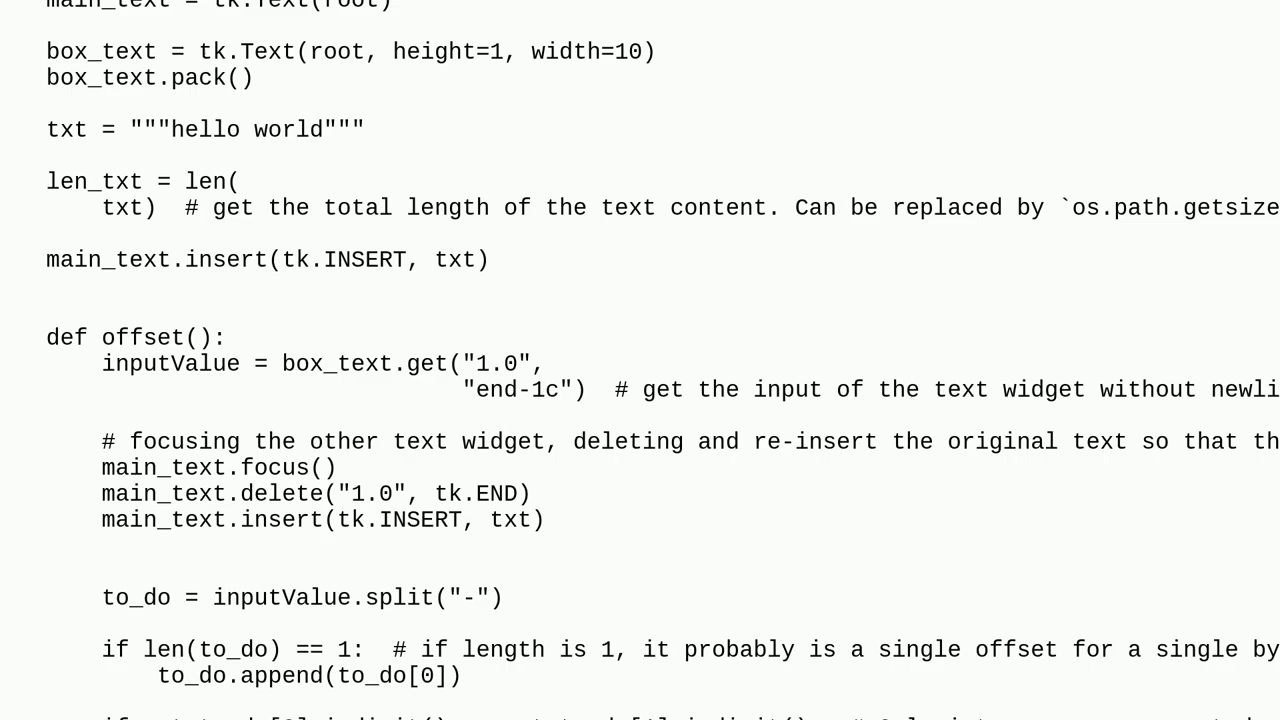 main_text = tk.Text(root)
box_text = tk.Text(root, height=1, width=10)
box_text.pack()
txt = """hello world"""
len_txt = len(
    txt)  # get the total length of the text content. Can be replaced by `os.path.getsize
main_text.insert(tk.INSERT, txt)
def offset():
    inputValue = box_text.get("1.0",
                              "end-1c")  # get the input of the text widget without newli
    # focusing the other text widget, deleting and re-insert the original text so that th
    main_text.focus()
    main_text.delete("1.0", tk.END)
    main_text.insert(tk.INSERT, txt)
    to_do = inputValue.split("-")
    if len(to_do) == 1:  # if length is 1, it probably is a single offset for a single by
        to_do.append(to_do[0])